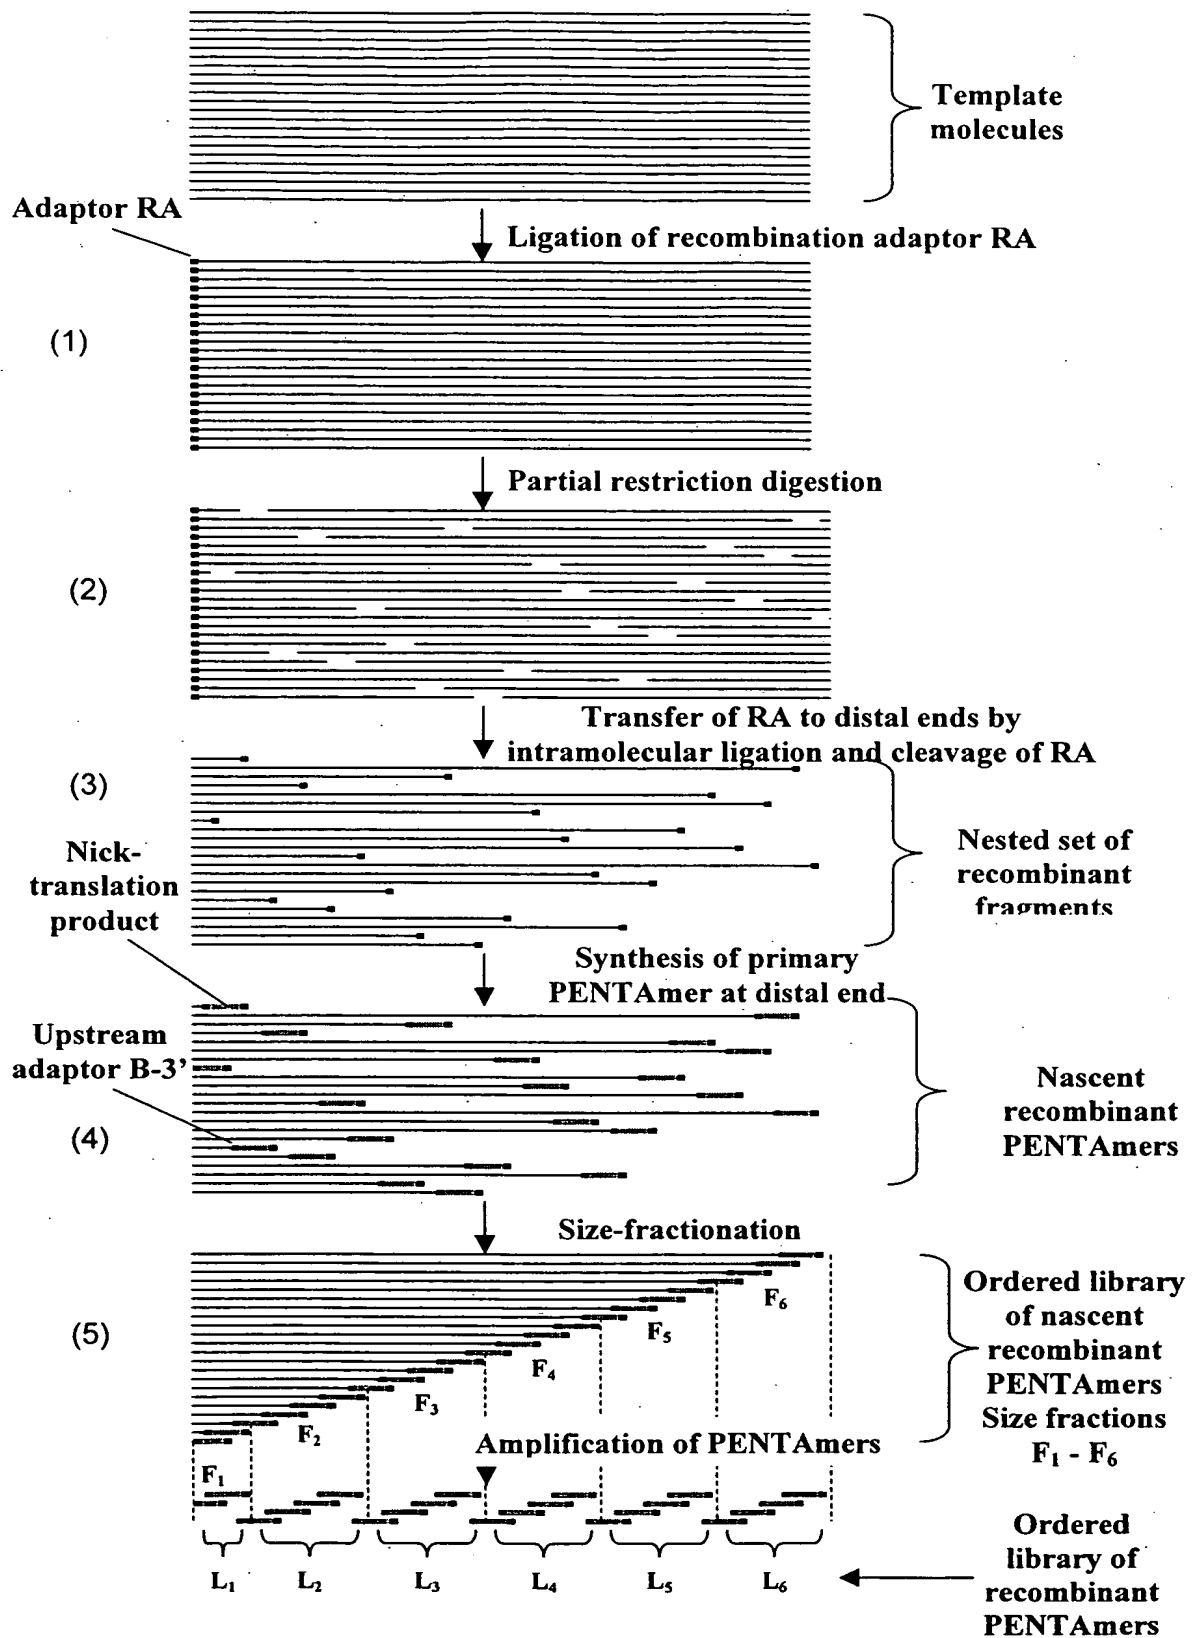 Template
molecules
Adaptor RA
Ligation of recombination adaptor RA
(1)
Partial restriction digestion
(2)
Transfer of RA to distal ends by
intramolecular ligation and cleavage of RA
(3)
Nick-
translation
product
Nested set of
recombinant
fragments
Synthesis of primary
PENTAmer at distal end
Upstream
adaptor B-3’
Nascent
recombinant
PENTAmers
(4)
Size-fractionation
(5)
Ordered library
of nascent
recombinant
PENTAmers
Size fractions
F₁ - F₆
F₆
F₅
F₄
F₃
F₂
F₁
Amplification of PENTAmers
L₁ L₂ L₃ L₄ L₅ L₆
Ordered
library of
recombinant
PENTAmers